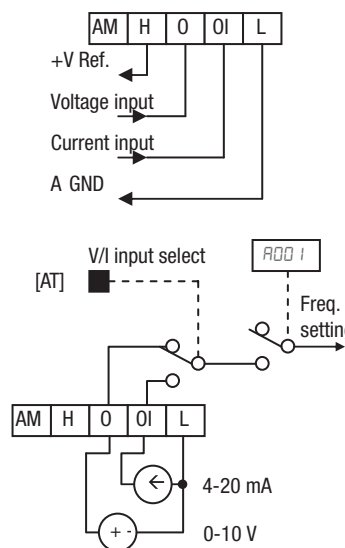 AM H O OI L
+V Ref.
Voltage input
Current input
A GND
V/I input select
A001
[AT]
Freq.
setting
AM H O OI L
4-20 mA
0-10 V
+ -